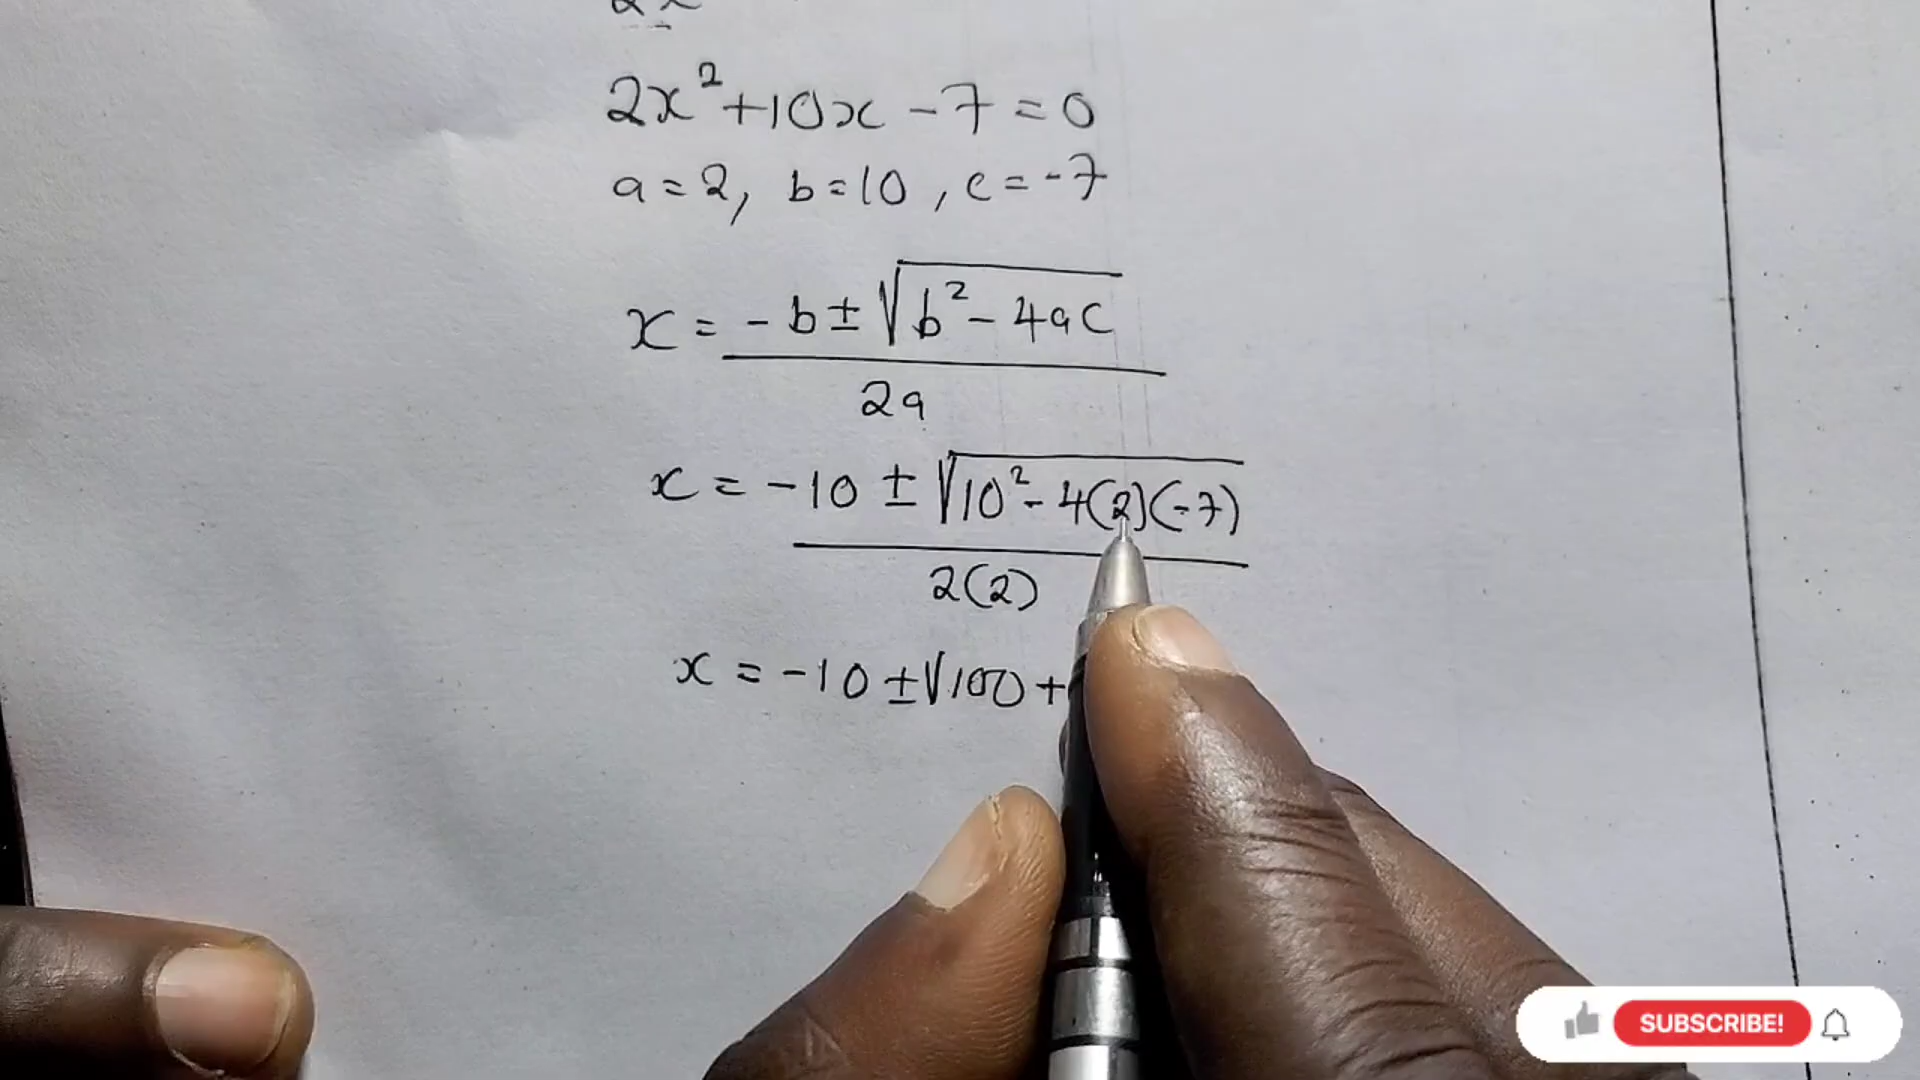 2x² + 10x - 7 = 0
a = 2, b = 10, c = -7
x = -b ± √b² - 4ac
2a
x = -10 ± √10² - 4(2)(-7)
2(2)
x = -10 ± √100 +
SUBSCRIBE!